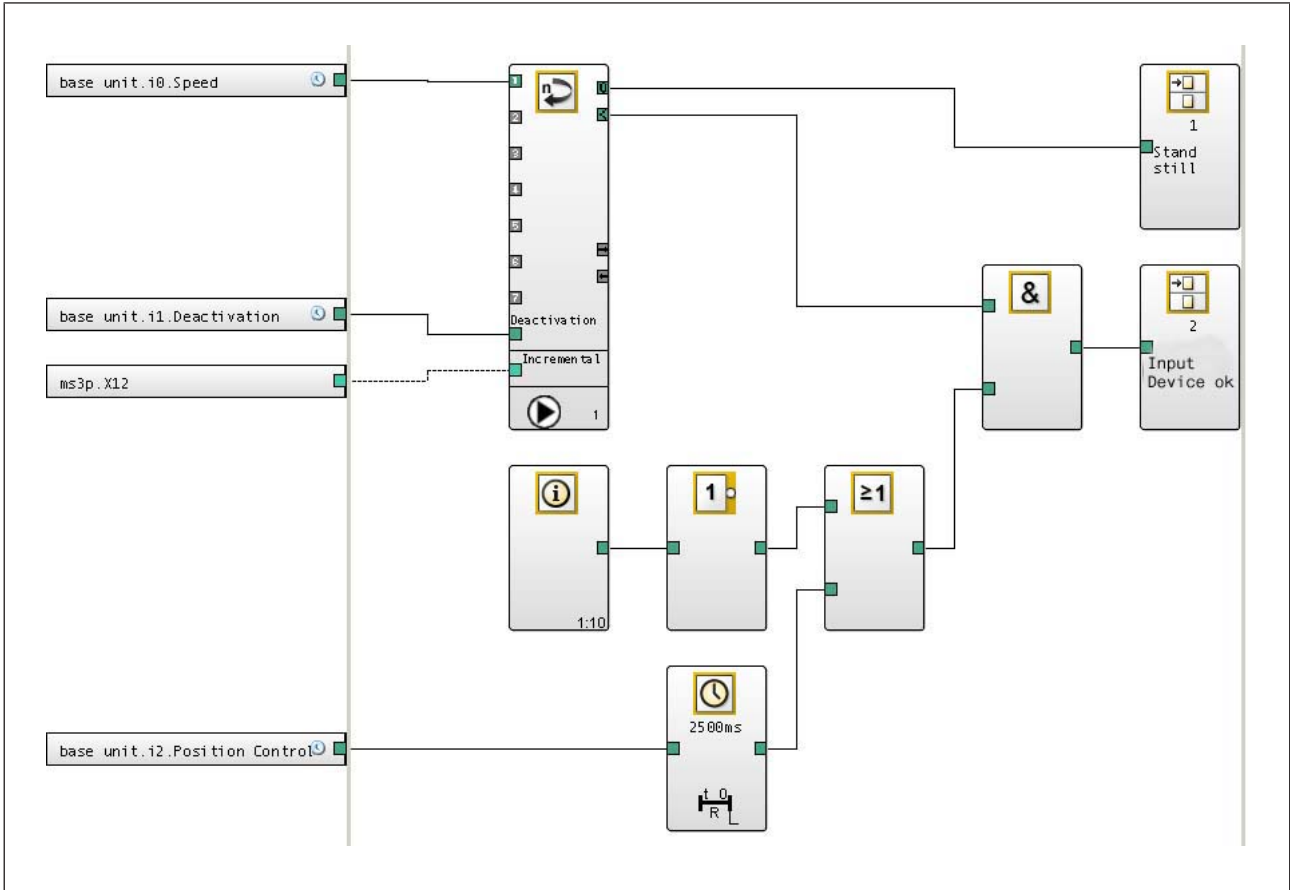 base unit.i0.Speed
1
2
3
4
5
6
7
n
0
<
Deactivation
Incremental
1
base unit.i1.Deactivation
ms3p.X12
1
Stand
still
&
2
Input
Device ok
i
1:10
1
≥1
2500ms
t 0
R
base unit.i2.Position Control